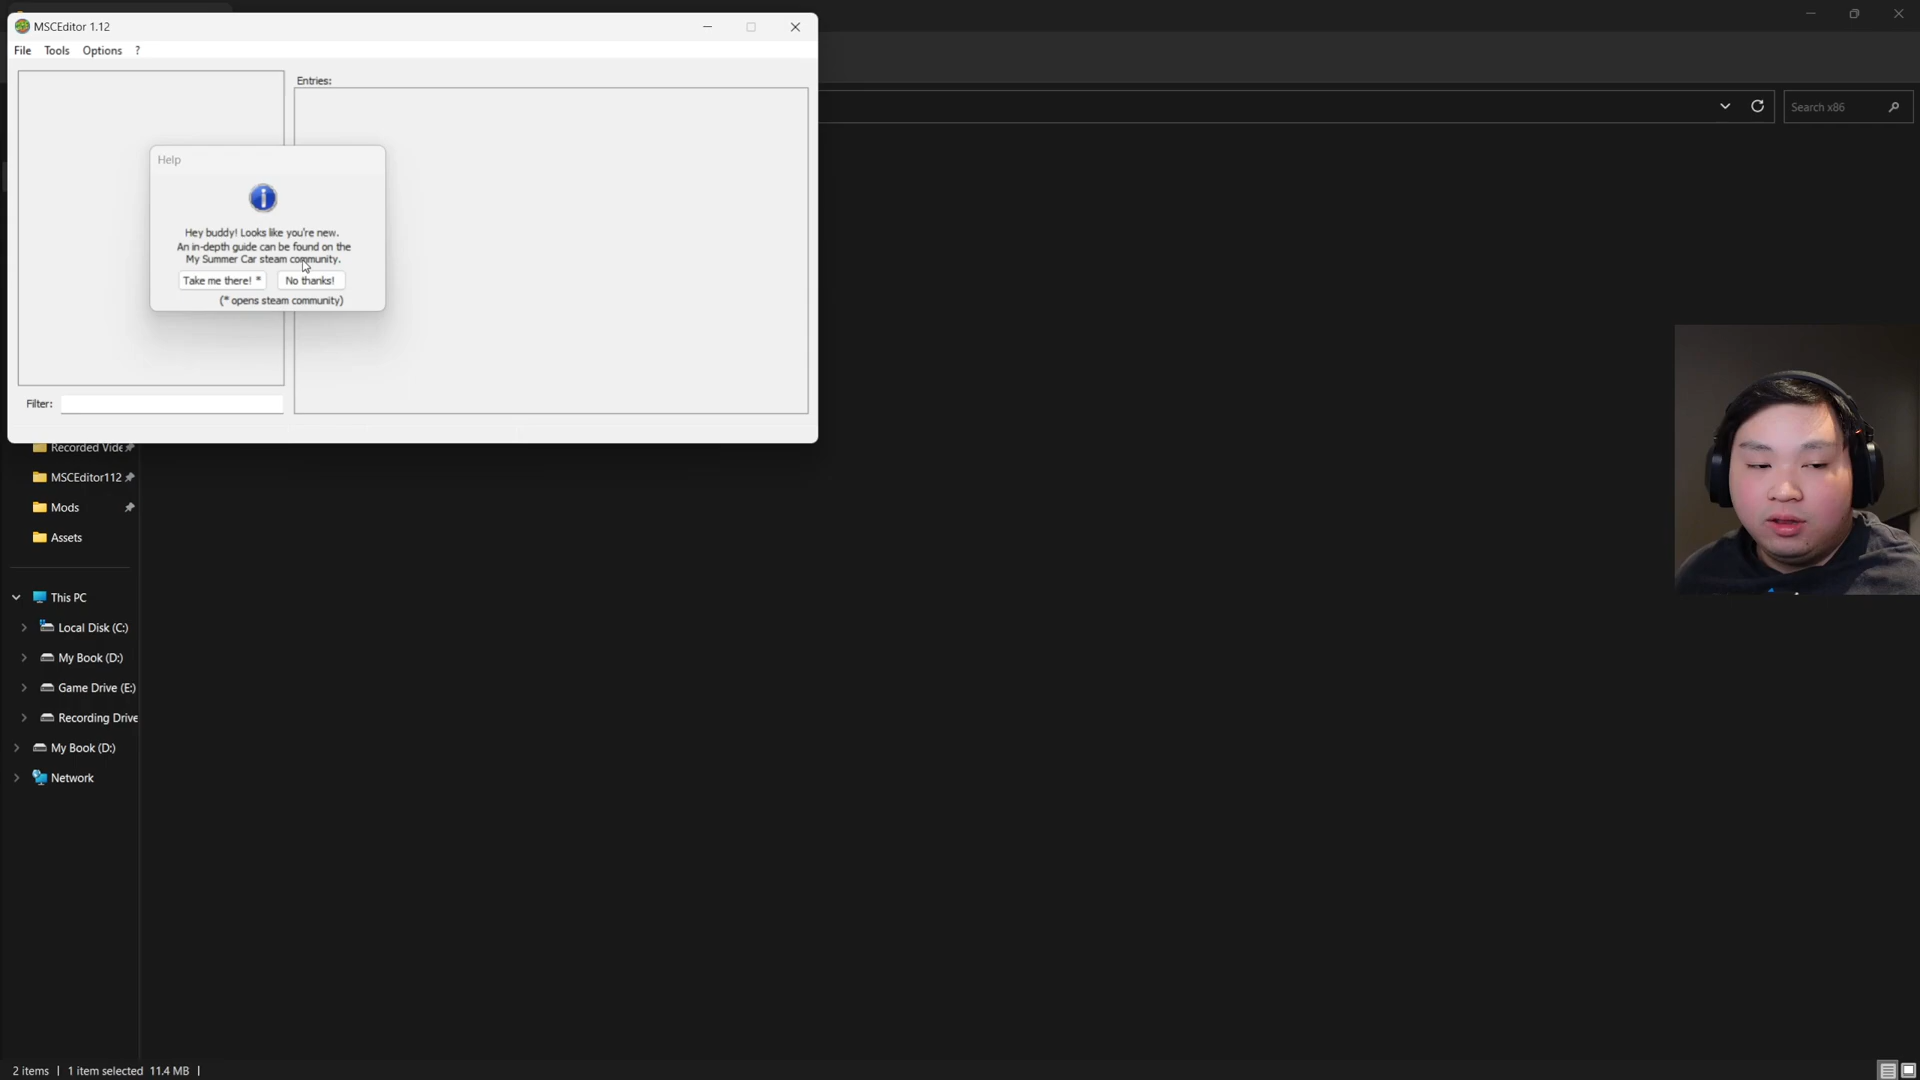 MSCEditor 1.12
File Tools Options ?
Entries:
Search x86
Help
Hey buddy! Looks like you're new.
An in-depth guide can be found on the
My Summer Car steam community.
Take me there! * No thanks!
(* opens steam community)
Filter:
Recorded Vide
MSCEditor112
Mods
Assets
This PC
Local Disk (C:)
My Book (D:)
Game Drive (E:)
Recording Drive
My Book (D:)
Network
2 items | 1 item selected 11.4 MB |